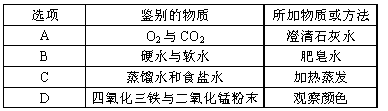 选项 鉴别的物质 所加物质或方法
A O₂与CO₂ 澄清石灰水
B 硬水与软水 肥皂水
C 蒸馏水和食盐水 加热蒸发
D 四氧化三铁与二氧化锰粉末 观察颜色